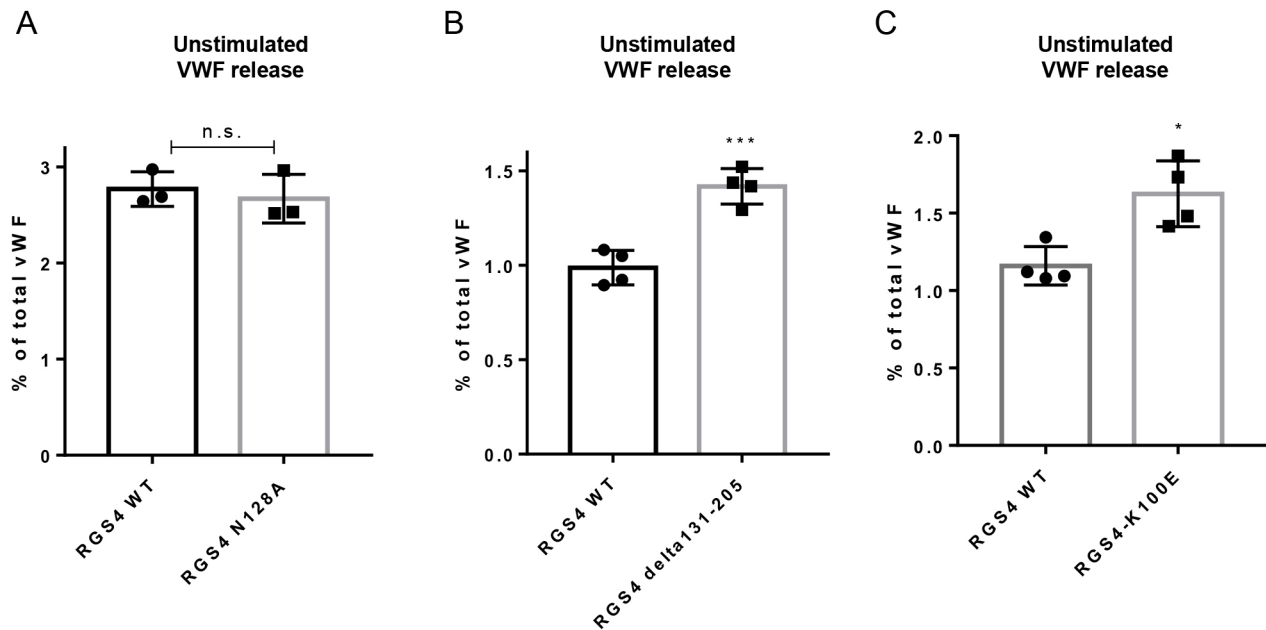 A
Unstimulated
VWF release
n.s.
3
2
1
0
% of total vWF
RGS4 WT
RGS4 N128A
B
Unstimulated
VWF release
***
1.5
1.0
0.5
0.0
% of total vWF
RGS4 WT
RGS4 delta131-205
C
Unstimulated
VWF release
*
2.0
1.5
1.0
0.5
0.0
% of total vWF
RGS4 WT
RGS4-K100E